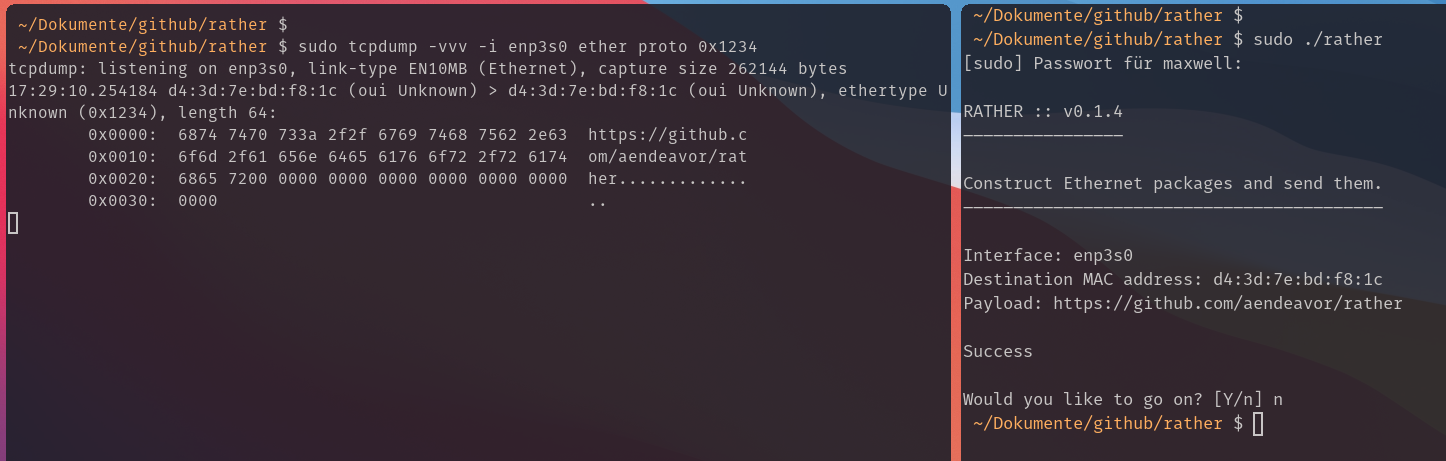 ~/Dokumente/github/rather $
~/Dokumente/github/rather $ sudo tcpdump -vvv -i enp3s0 ether proto 0x1234
tcpdump: listening on enp3s0, link-type EN10MB (Ethernet), capture size 262144 bytes
17:29:10.254184 d4:3d:7e:bd:f8:1c (oui Unknown) > d4:3d:7e:bd:f8:1c (oui Unknown), ethertype U
nknown (0x1234), length 64:
0x0000:  6874 7470 733a 2f2f 6769 7468 7562 2e63  https://github.c
0x0010:  6f6d 2f61 656e 6465 6176 6f72 2f72 6174  om/aendeavor/rat
0x0020:  6865 7200 0000 0000 0000 0000 0000 0000  her.............
0x0030:  0000                                     ..
~/Dokumente/github/rather $
~/Dokumente/github/rather $ sudo ./rather
[sudo] Passwort für maxwell:
RATHER :: v0.1.4
————————————————
Construct Ethernet packages and send them.
——————————————————————————————————————————
Interface: enp3s0
Destination MAC address: d4:3d:7e:bd:f8:1c
Payload: https://github.com/aendeavor/rather
Success
Would you like to go on? [Y/n] n
~/Dokumente/github/rather $